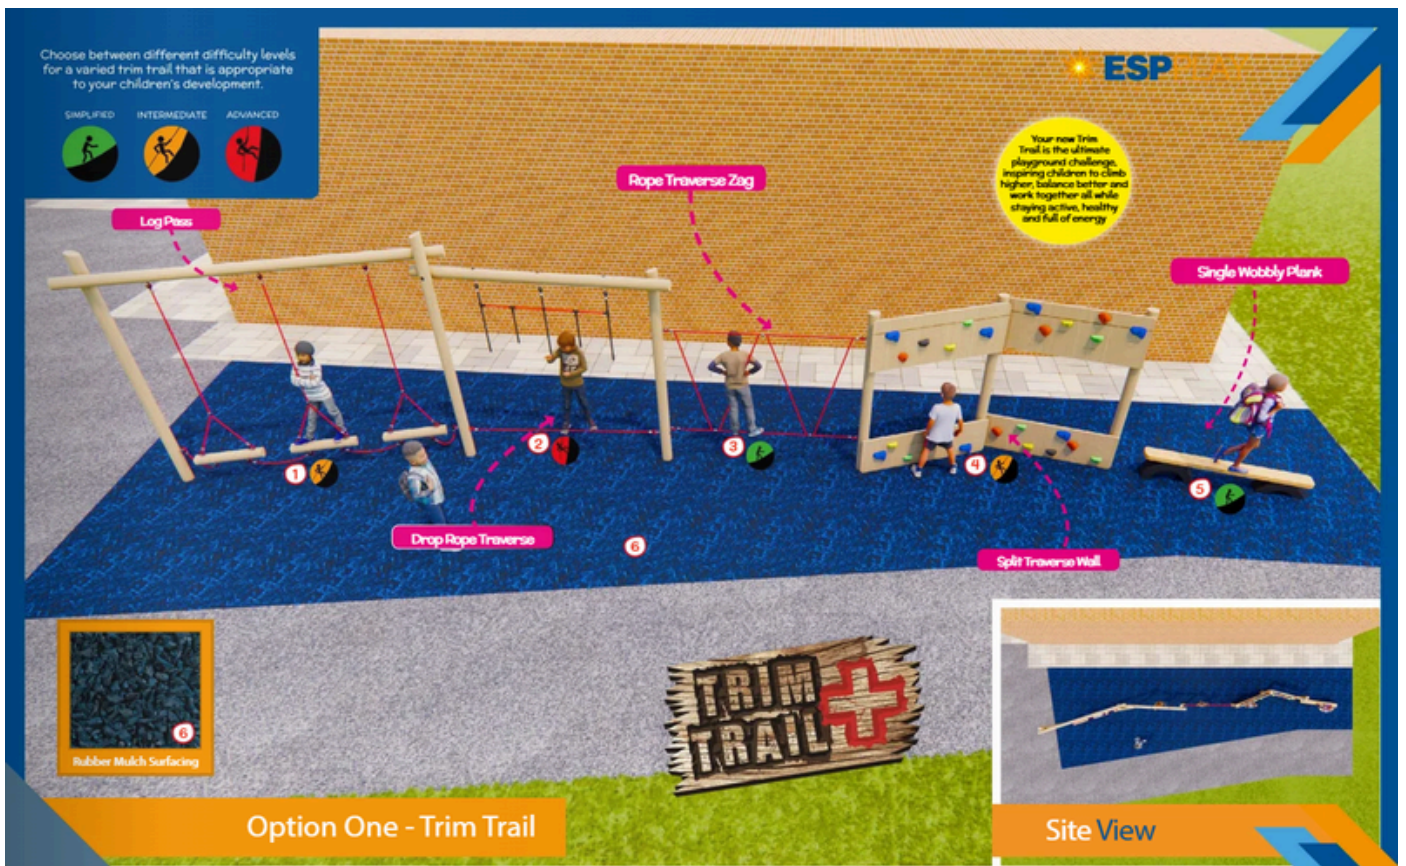 Choose between different difficulty levels
for a varied trim trail that is appropriate
to your children's development.
SIMPLIFIED
INTERMEDIATE
ADVANCED
ESP
Your new Trim
Trail is the ultimate
playground challenge,
inspiring children to climb
higher, balance better and
work together all while
staying active, healthy
and full of energy
Log Pass
Rope Traverse Zag
Single Wobbly Plank
1
2
3
4
5
Drop Rope Traverse
6
Split Traverse Wall
6
Rubber Mulch Surfacing
TRIM
TRAIL
Option One - Trim Trail
Site View